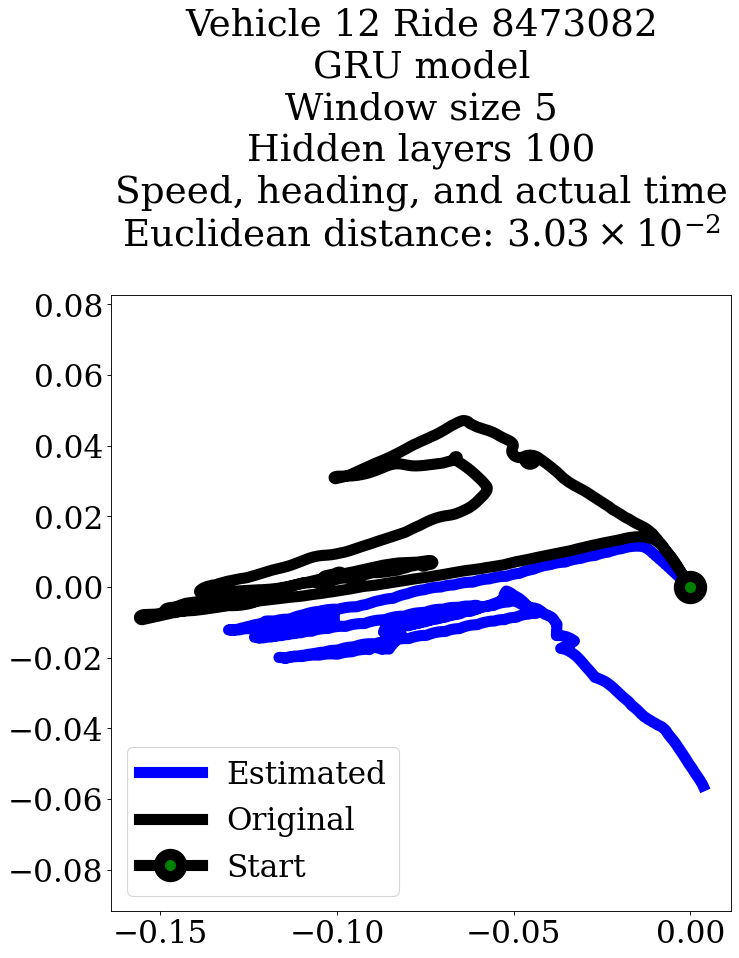 Vehicle 12 Ride 8473082
GRU model
Window size 5
Hidden layers 100
Speed, heading, and actual time
Euclidean distance: 3.03 × 10⁻²
0.08
0.06
0.04
0.02
0.00
−0.02
−0.04
−0.06
−0.08
Estimated
Original
Start
−0.15 −0.10 −0.05 0.00